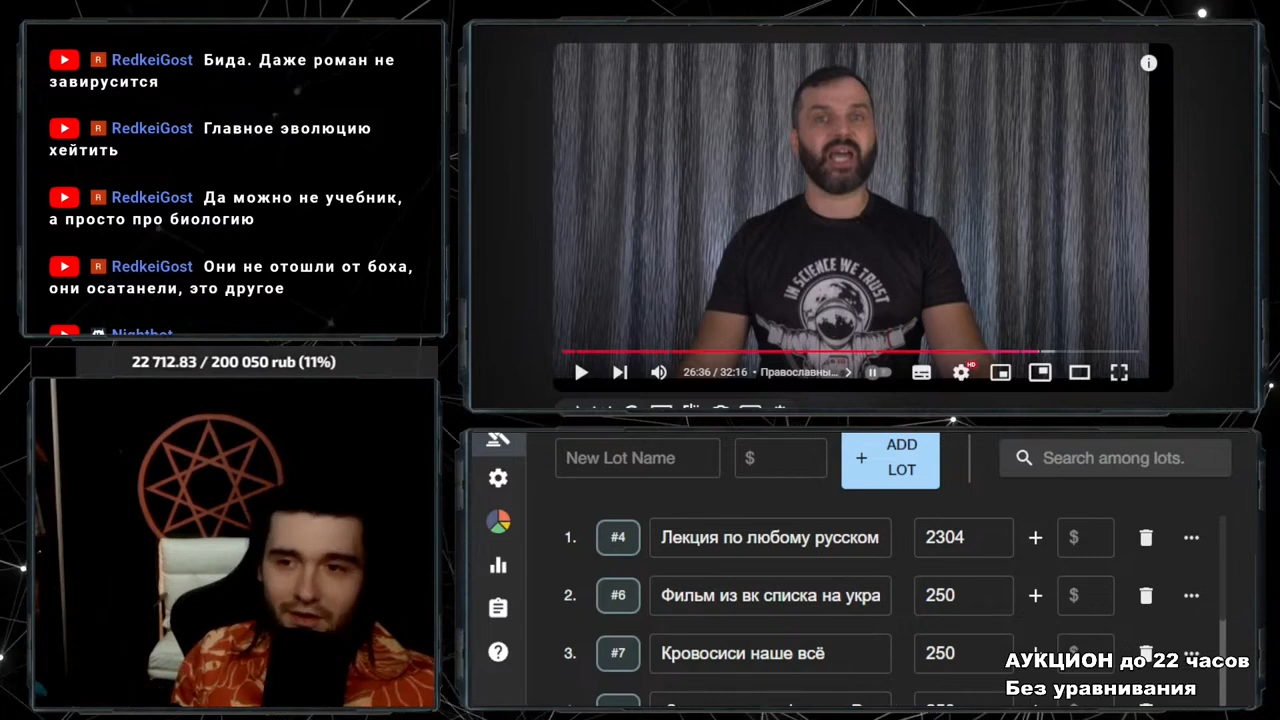 RedkeiGost Бида. Даже роман не
завирусится
RedkeiGost Главное эволюцию
хейтить
RedkeiGost Да можно не учебник,
а просто про биологию
RedkeiGost Они не отошли от боха,
они осатанели, это другое
Nightbot
22 712.83 / 200 050 rub (11%)
IN SCIENCE WE TRUST
HD
26:36 / 32:16 • Православны...
New Lot Name
$
+ ADD
LOT
Search among lots.
1. #4 Лекция по любому русском 2304 + $
2. #6 Фильм из вк списка на укра 250 + $
3. #7 Кровосиси наше всё 250
АУКЦИОН до 22 часов
Без уравнивания